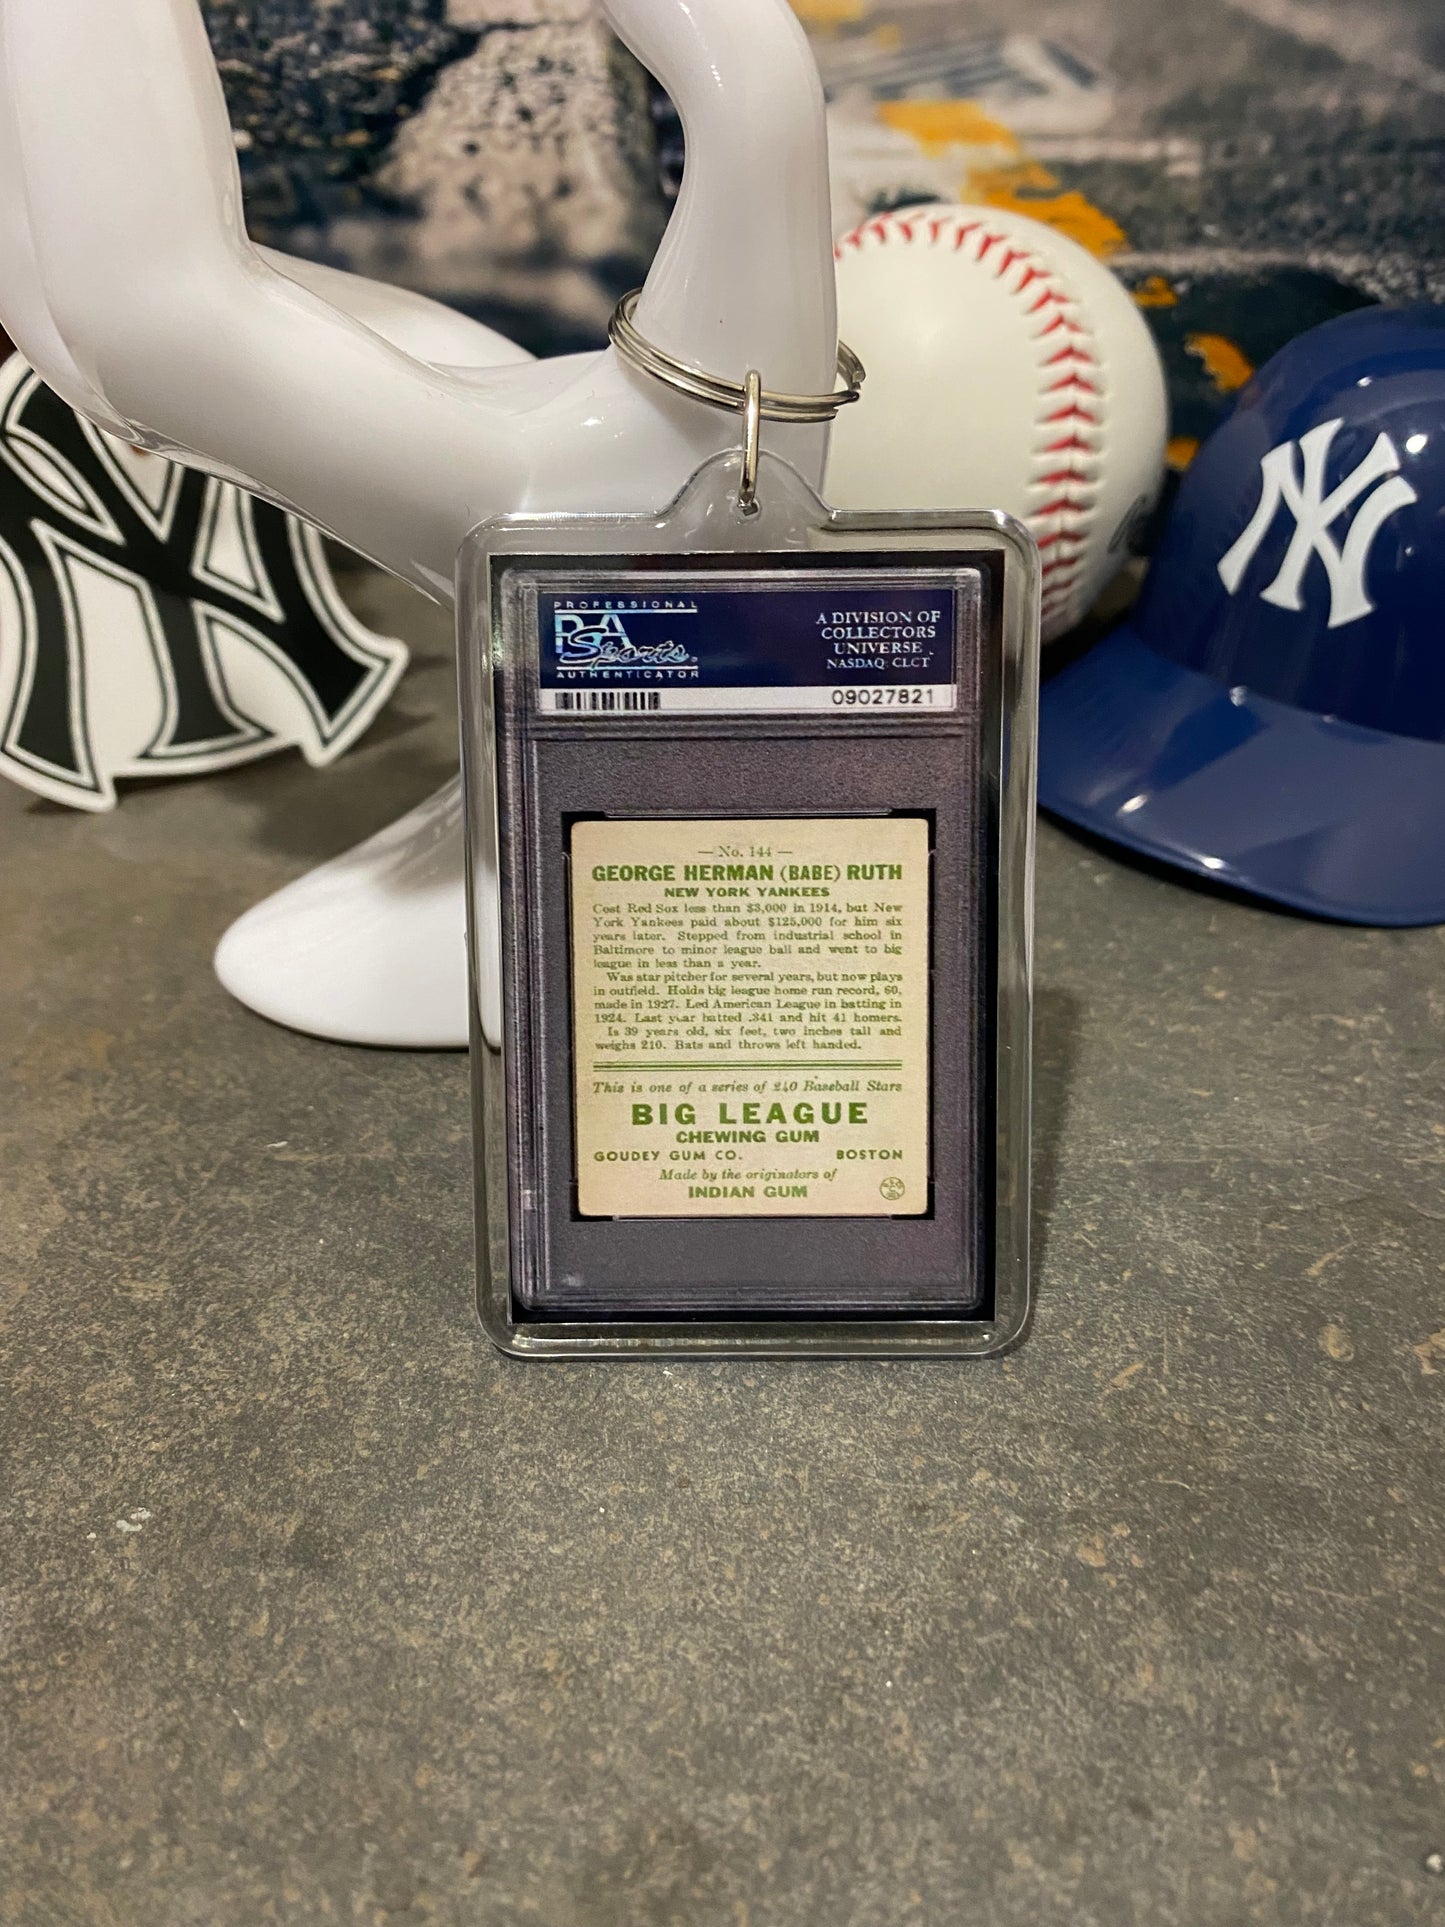 PROFESSIONAL
PSA
Sports
AUTHENTICATOR
A DIVISION OF
COLLECTORS
UNIVERSE
NASDAQ: CLCT
09027821
— No. 144 —
GEORGE HERMAN (BABE) RUTH
NEW YORK YANKEES
Cost Red Sox less than $3,000 in 1914, but New
York Yankees paid about $125,000 for him six
years later. Stepped from industrial school in
Baltimore to minor league ball and went to big
league in less than a year.
Was star pitcher for several years, but now plays
in outfield. Holds big league home run record, 60,
made in 1927. Led American League in batting in
1924. Last year batted .341 and hit 41 homers.
Is 39 years old, six feet, two inches tall and
weighs 210. Bats and throws left handed.
This is one of a series of 240 Baseball Stars
BIG LEAGUE
CHEWING GUM
GOUDEY GUM CO. BOSTON
Made by the originators of
INDIAN GUM
NY
NY